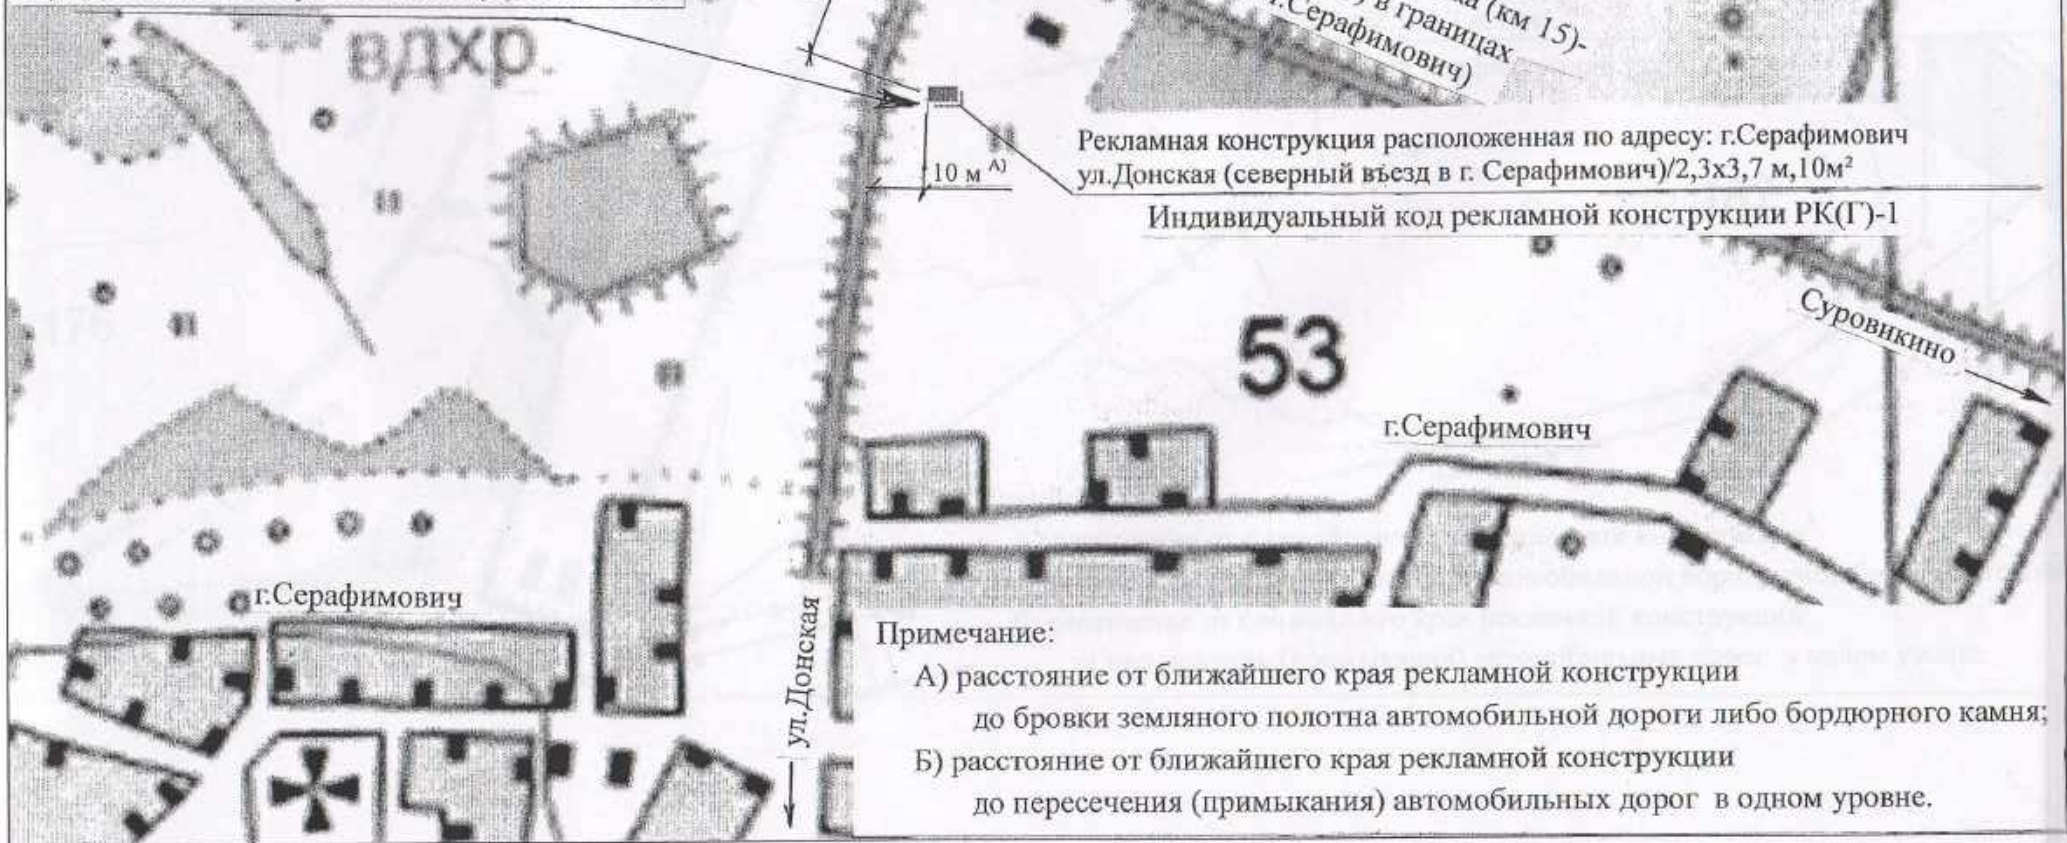 вдхр.
(км 15)-
в границах
г.Серафимович)
Рекламная конструкция расположенная по адресу: г.Серафимович
ул.Донская (северный въезд в г. Серафимович)/2,3х3,7 м,10м²
10 м А)
Индивидуальный код рекламной конструкции РК(Г)-1
Суровикино
53
г.Серафимович
г.Серафимович
ул.Донская
Примечание:
А) расстояние от ближайшего края рекламной конструкции
до бровки земляного полотна автомобильной дороги либо бордюрного камня;
Б) расстояние от ближайшего края рекламной конструкции
до пересечения (примыкания) автомобильных дорог в одном уровне.